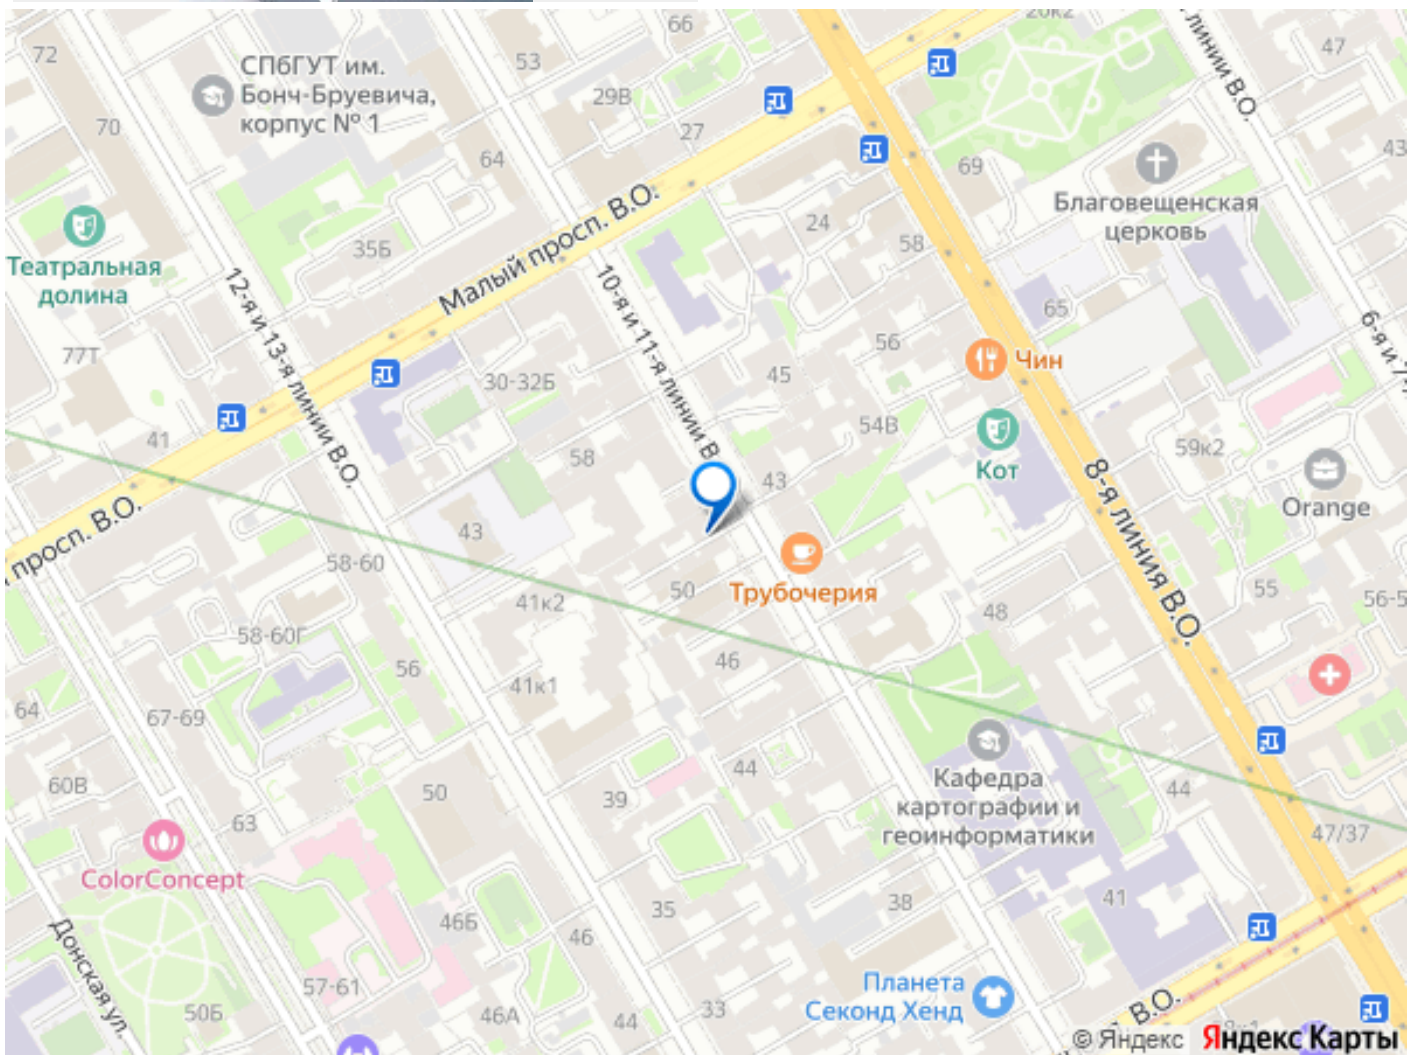 66
20к2
72
СПбГУТ им.
Бонч-Бруевича,
корпус № 1
53
линии В.О.
47
29В
70
27
43
64
69
Благовещенская
церковь
Малый просп. В.О.
24
58
35Б
Театральная
долина
12-я и 13-я линии В.О.
10-я и 11-я линии В
65
6-я и 7-
77Т
56
Чин
30-32Б
45
54В
41
59к2
58
Кот
43
Orange
8-я линия В.О.
просп. В.О.
43
58-60
50
Трубочерия
55
56-5
41к2
48
58-60Г
46
56
41к1
64
67-69
Кафедра
картографии и
геоинформатики
44
44
60В
50
39
63
47/37
ColorConcept
41
38
35
46Б
46
Донская ул.
57-61
Планета
Секонд Хенд
50Б
46А
44
33
В.О.
© Яндекс
Яндекс Карты